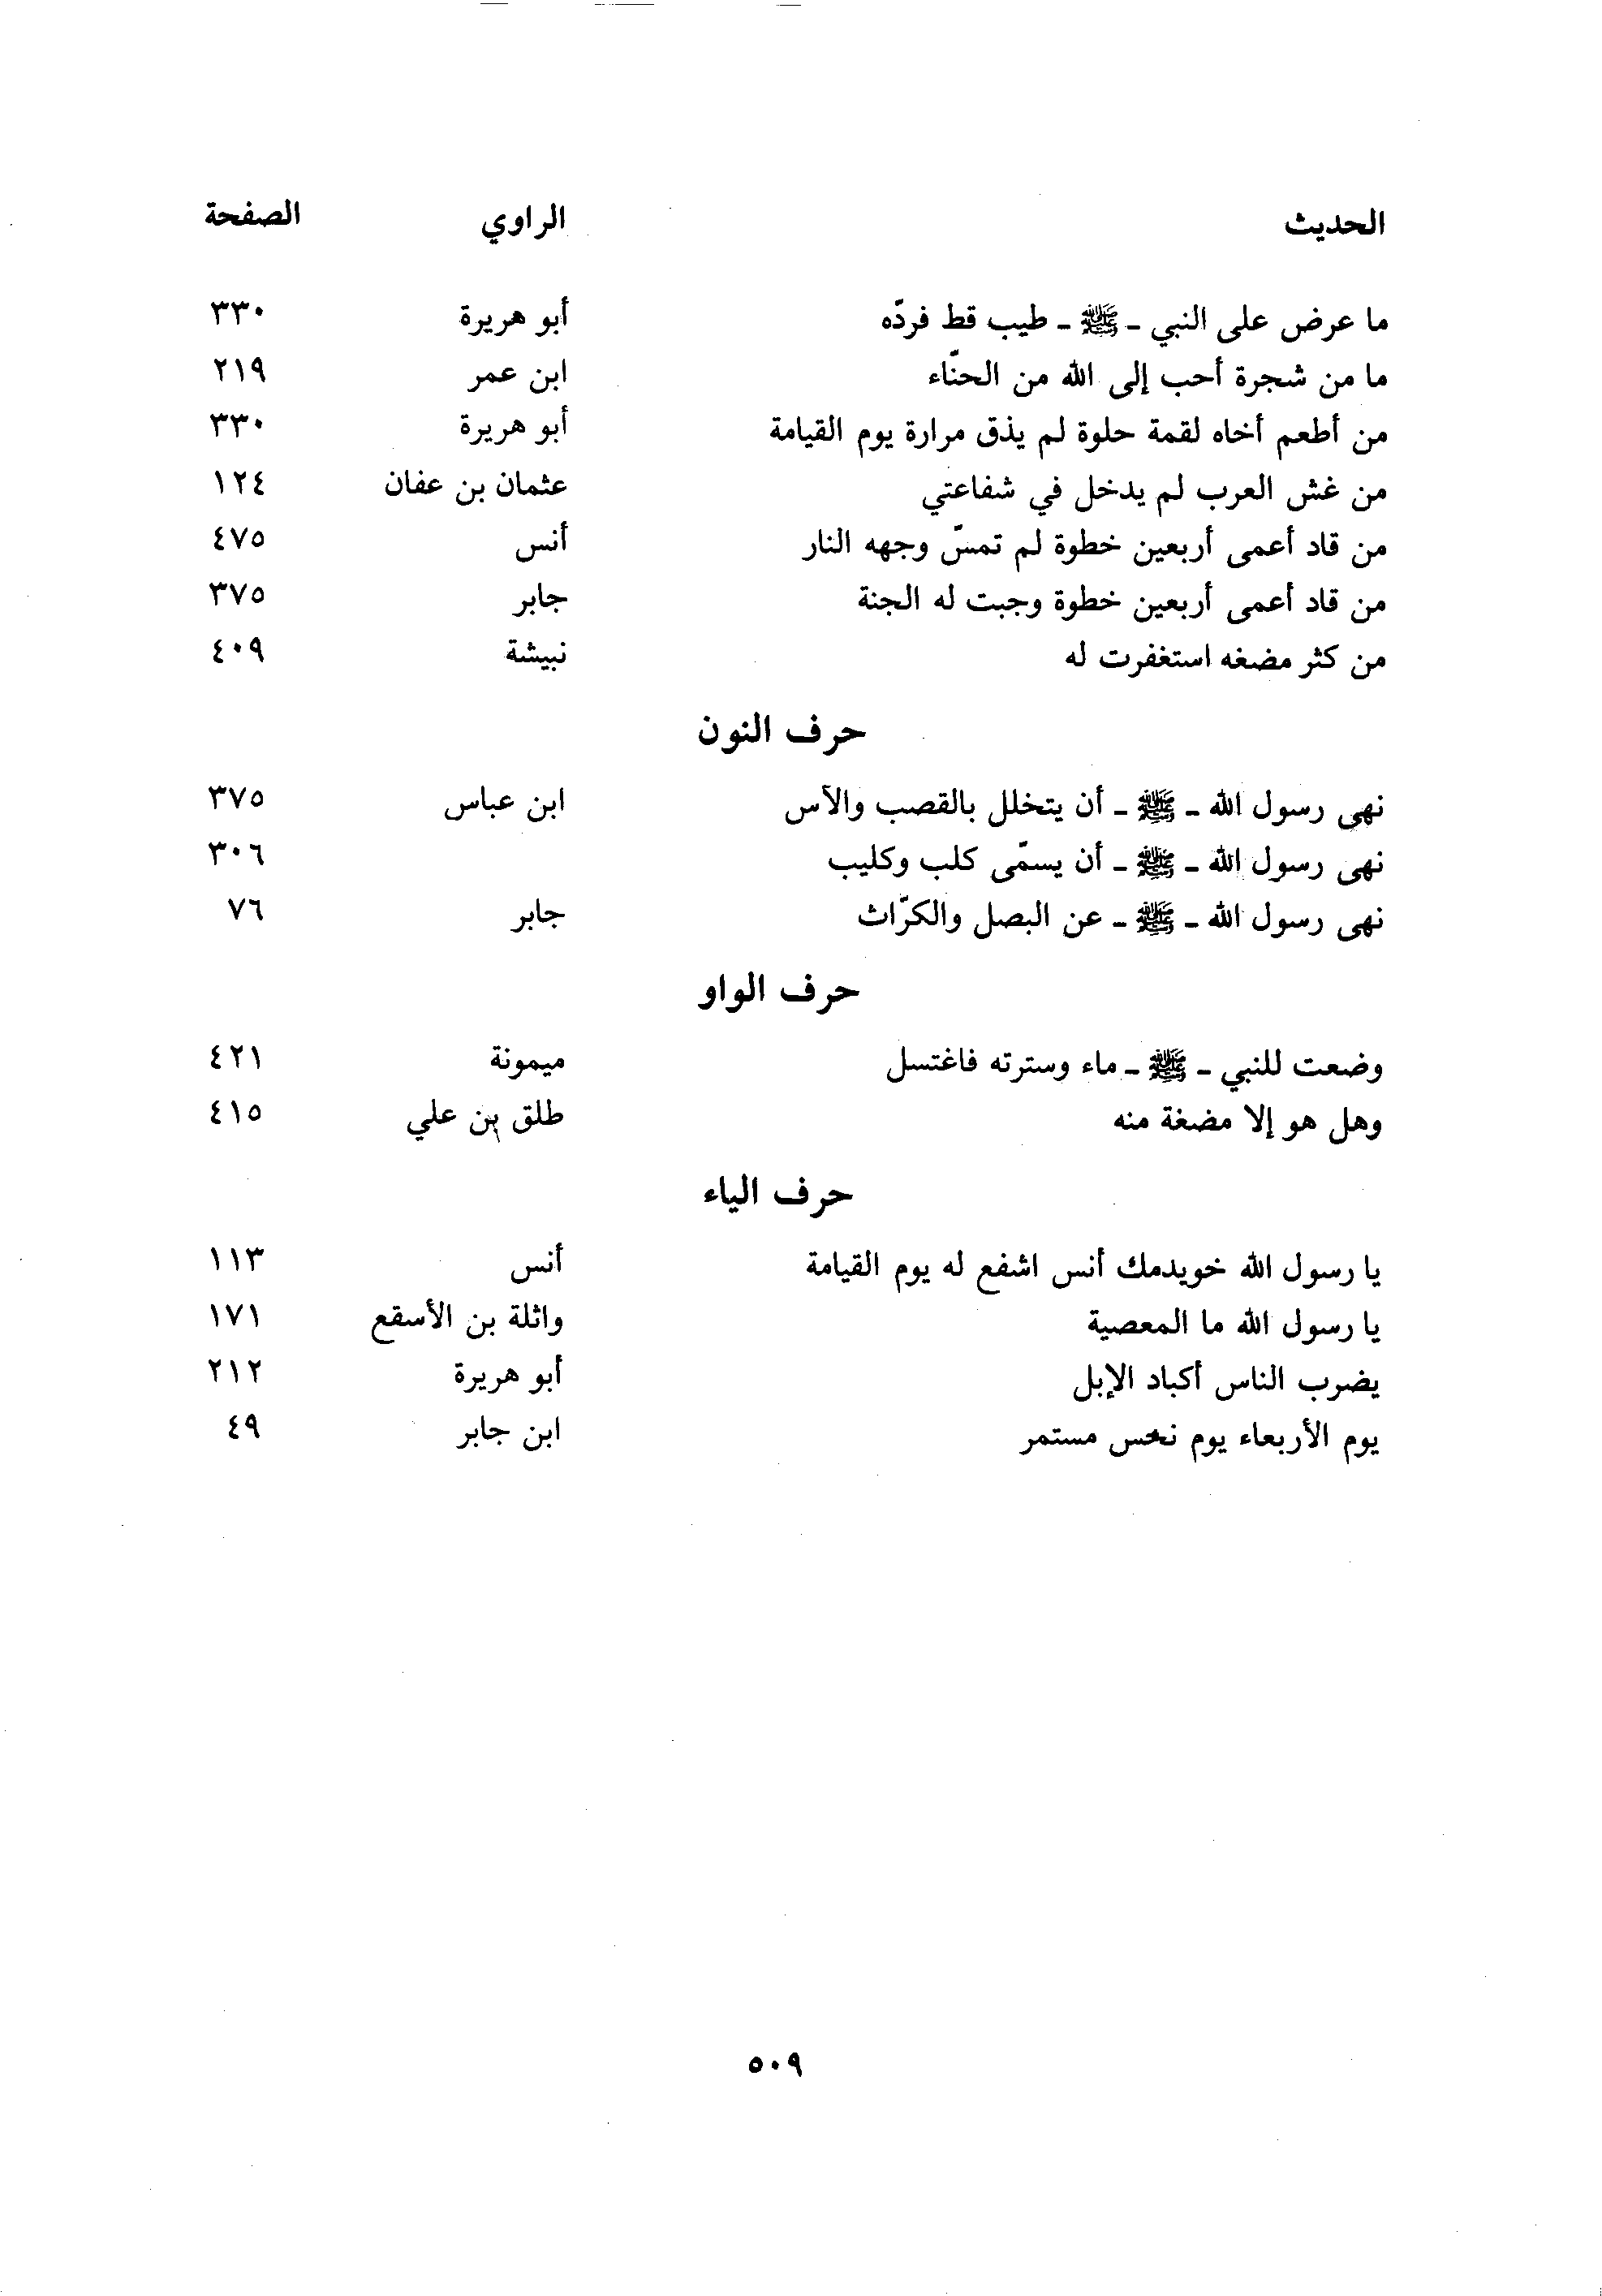 الحديث الراوي الصفحة
ما عرض على النبي - ﷺ - طيب قط فردّه أبو هريرة ٣٣٠
ما من شجرة أحب إلى الله من الحنّاء ابن عمر ٢١٩
من أطعم أخاه لقمة حلوة لم يذق مرارة يوم القيامة أبو هريرة ٣٣٠
من غش العرب لم يدخل في شفاعتي عثمان بن عفان ١٢٤
من قاد أعمى أربعين خطوة لم تمسّ وجهه النار أنس ٤٧٥
من قاد أعمى أربعين خطوة وجبت له الجنة جابر ٣٧٥
من كثر مضغه استغفرت له نبيشة ٤٠٩
حرف النون
نهى رسول الله - ﷺ - أن يتخلل بالقصب والآس ابن عباس ٣٧٥
نهى رسول الله - ﷺ - أن يسمّى كلب وكليب ٣٠٦
نهى رسول الله - ﷺ - عن البصل والكرّاث جابر ٧٦
حرف الواو
وضعت للنبي - ﷺ - ماء وسترته فاغتسل ميمونة ٤٢١
وهل هو إلا مضغة منه طلق بن علي ٤١٥
حرف الياء
يا رسول الله خويدمك أنس اشفع له يوم القيامة أنس ١١٣
يا رسول الله ما المعصية واثلة بن الأسقع ١٧١
يضرب الناس أكباد الإبل أبو هريرة ٢١٢
يوم الأربعاء يوم نحس مستمر ابن جابر ٤٩
٥٠٩